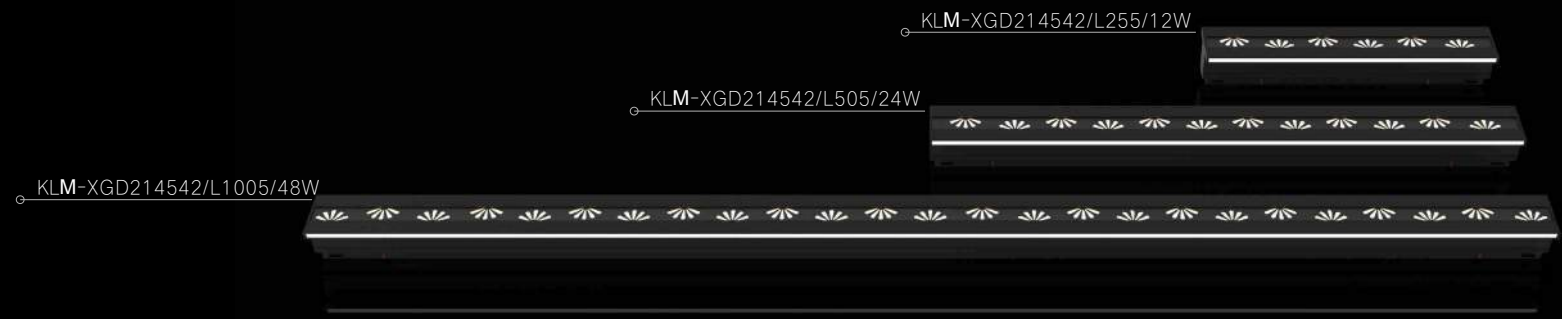 KLM-XGD214542/L255/12W
KLM-XGD214542/L505/24W
KLM-XGD214542/L1005/48W